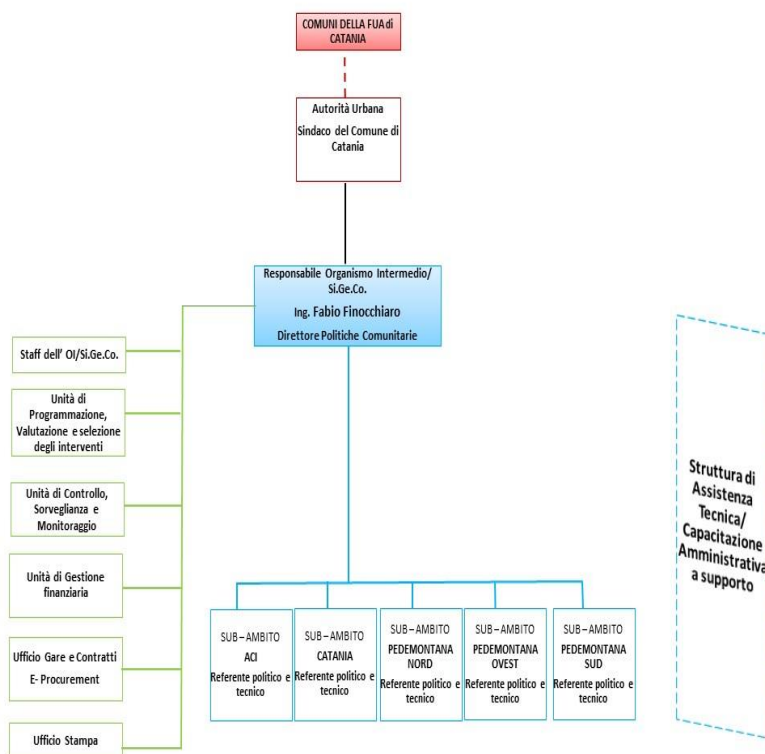 COMUNI DELLA FUA di
CATANIA
Autorità Urbana
Sindaco del Comune di
Catania
Responsabile Organismo Intermedio/
Si.Ge.Co.
Ing. Fabio Finocchiaro
Direttore Politiche Comunitarie
Staff dell' OI/Si.Ge.Co.
Unità di
Programmazione,
Valutazione e selezione
degli interventi
Unità di Controllo,
Sorveglianza e
Monitoraggio
Unità di Gestione
finanziaria
Ufficio Gare e Contratti
E- Procurement
Ufficio Stampa
SUB – AMBITO
ACI
Referente politico e
tecnico
SUB – AMBITO
CATANIA
Referente politico e
tecnico
SUB – AMBITO
PEDEMONTANA
NORD
Referente politico e
tecnico
SUB – AMBITO
PEDEMONTANA
OVEST
Referente politico e
tecnico
SUB – AMBITO
PEDEMONTANA
SUD
Referente politico e
tecnico
Struttura di
Assistenza
Tecnica/
Capacitazione
Amministrativa
a supporto